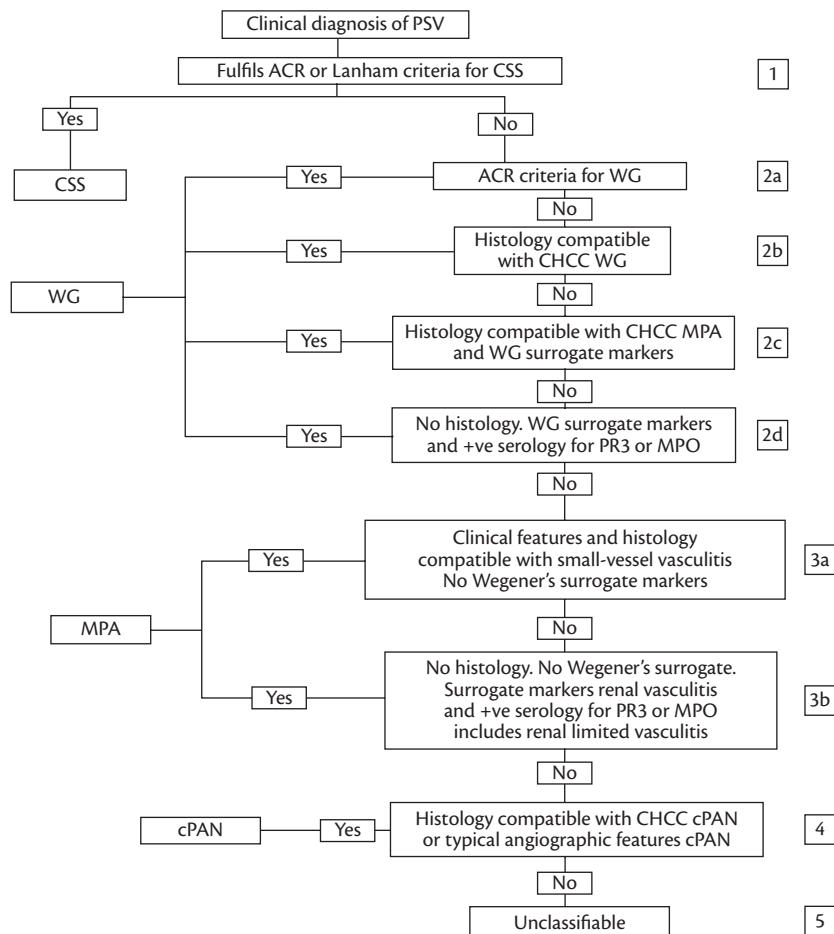 Clinical diagnosis of PSV
Fulfils ACR or Lanham criteria for CSS
1
Yes
No
CSS
Yes
ACR criteria for WG
2a
No
Yes
Histology compatible
with CHCC WG
2b
WG
No
Yes
Histology compatible with CHCC MPA
and WG surrogate markers
2c
No
Yes
No histology. WG surrogate markers
and +ve serology for PR3 or MPO
2d
No
Yes
Clinical features and histology
compatible with small-vessel vasculitis
No Wegener's surrogate markers
3a
MPA
No
Yes
No histology. No Wegener's surrogate.
Surrogate markers renal vasculitis
and +ve serology for PR3 or MPO
includes renal limited vasculitis
3b
No
cPAN
Yes
Histology compatible with CHCC cPAN
or typical angiographic features cPAN
4
No
Unclassifiable
5